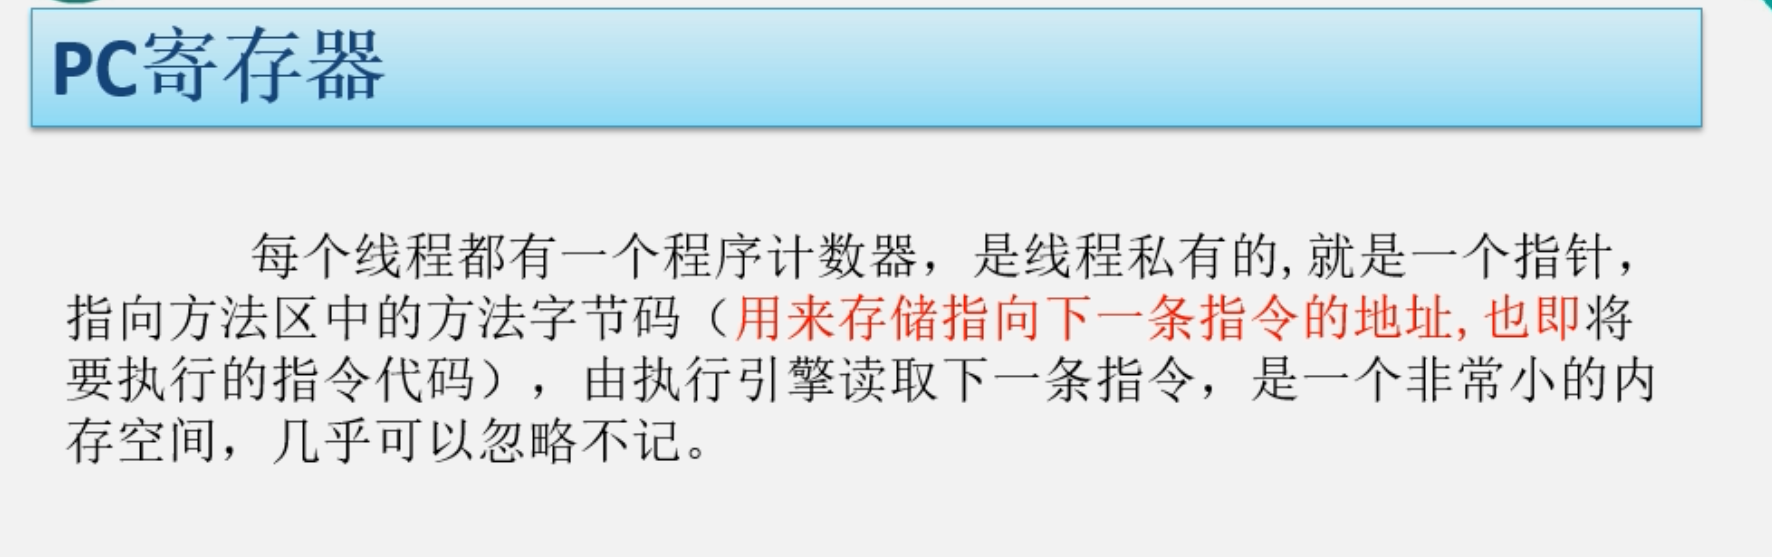 PC寄存器
每个线程都有一个程序计数器，是线程私有的,就是一个指针，
指向方法区中的方法字节码（用来存储指向下一条指令的地址,也即将
要执行的指令代码），由执行引擎读取下一条指令，是一个非常小的内
存空间，几乎可以忽略不记。